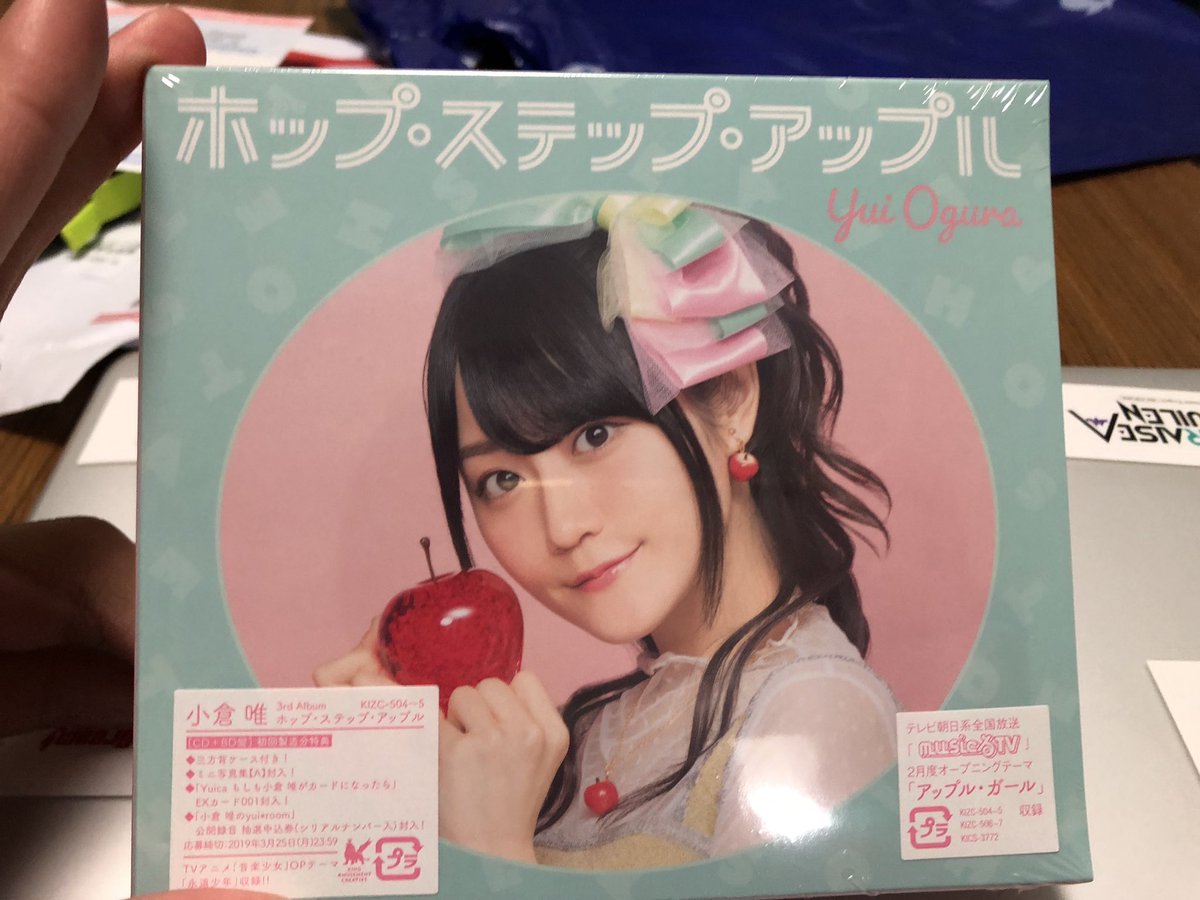 ホップ・ステップ・アップル
Yui Ogura
小倉 唯
3rd Album KIZC-504~5
ホップ・ステップ・アップル
[CD+BD盤] 初回製造分特典
◆三方背ケース付き!
◆ミニ写真集[A]封入!
◆「Yuica もしも小倉 唯がカードになったら」
EXカード001封入!
◆「小倉 唯のyui*room」
公開録音 抽選申込券(シリアルナンバー入)封入!
応募締切:2019年3月25日(月)23:59
TVアニメ「音楽少女」OPテーマ
「永遠少年」収録!!
KING
AMUSEMENT
CREATIVE
プラ
テレビ朝日系全国放送
「musicるTV」
2月度オープニングテーマ
「アップル・ガール」
収録
KIZC-504~5
KIZC-506~7
KICS-3772
プラ
RAISE A
SUILEN